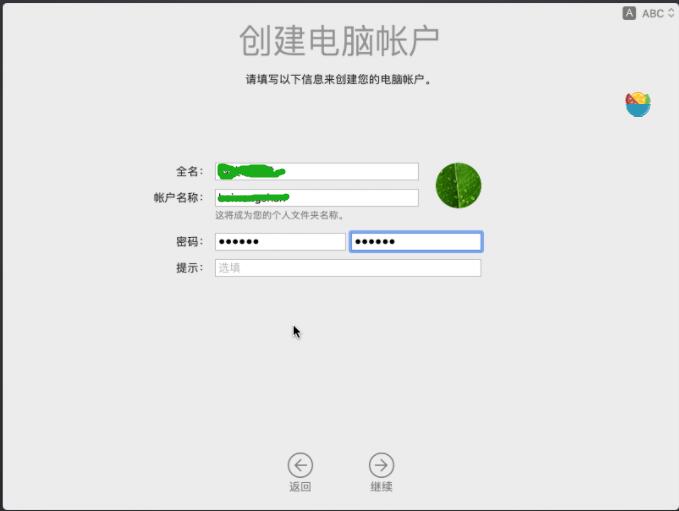 A ABC
创建电脑帐户
请填写以下信息来创建您的电脑帐户。
全名：
帐户名称：
这将成为您的个人文件夹名称。
密码： •••••• ••••••
提示： 选填
返回 继续